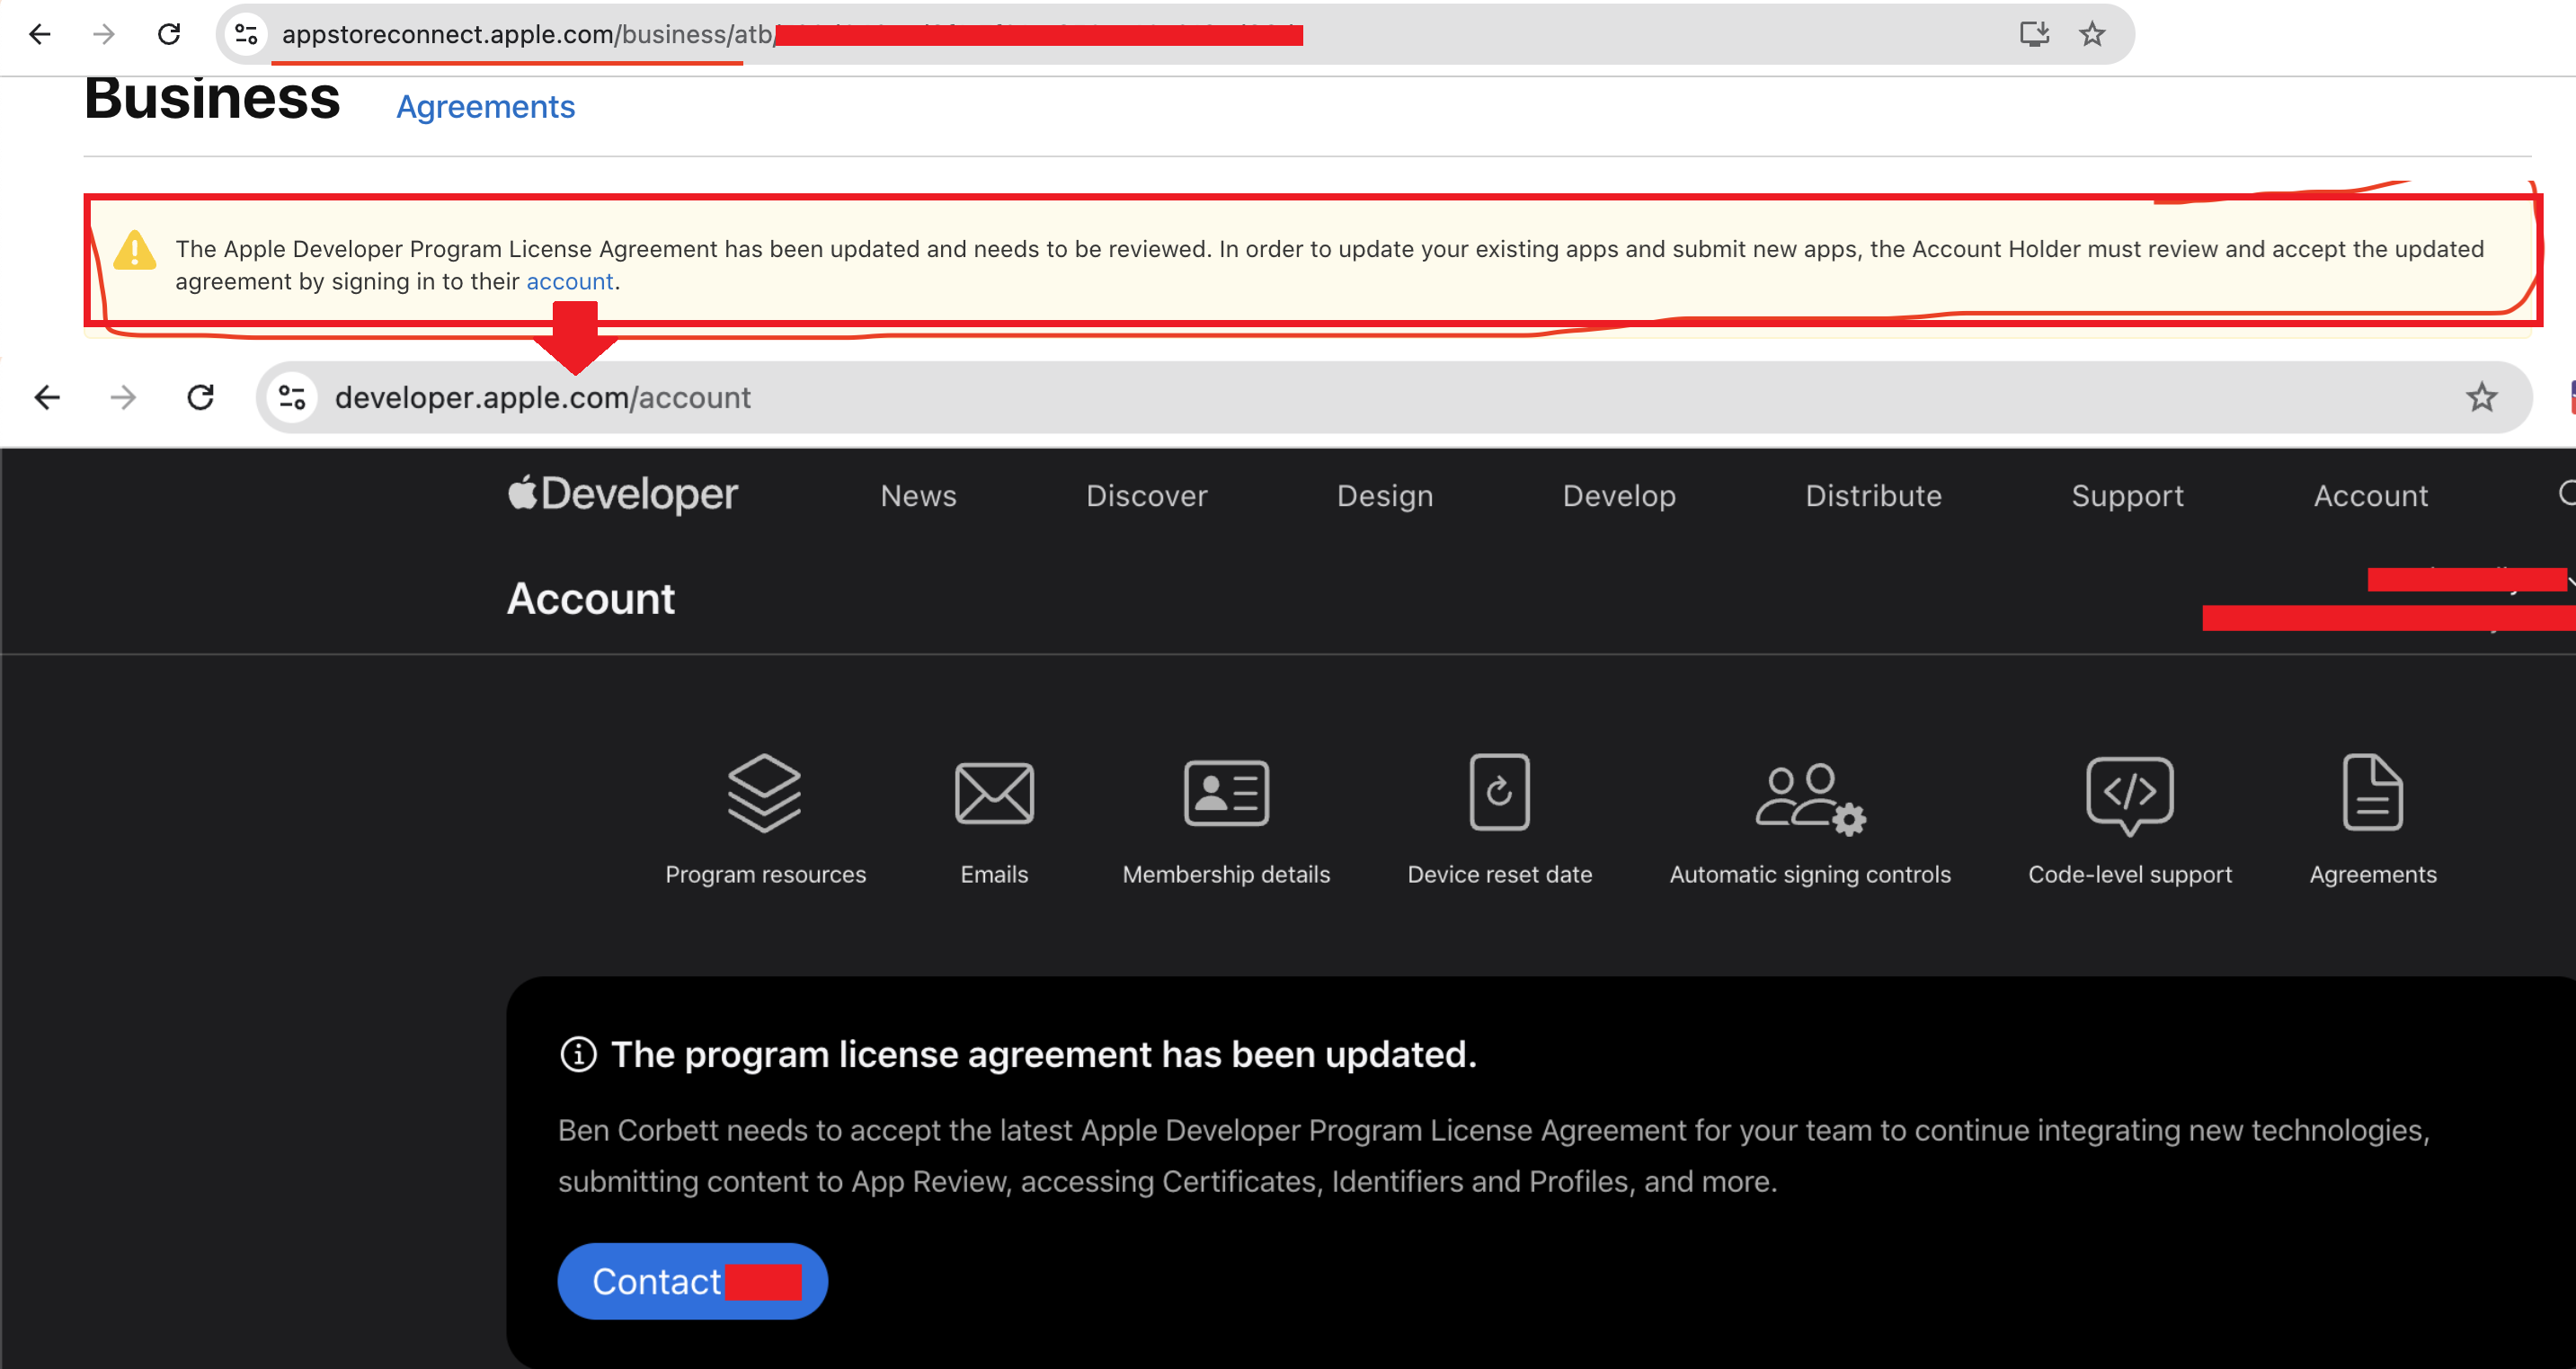 appstoreconnect.apple.com/business/atb/
Business Agreements
The Apple Developer Program License Agreement has been updated and needs to be reviewed. In order to update your existing apps and submit new apps, the Account Holder must review and accept the updated
agreement by signing in to their account.
developer.apple.com/account
Developer News Discover Design Develop Distribute Support Account
Account
Program resources Emails Membership details Device reset date Automatic signing controls Code-level support Agreements
The program license agreement has been updated.
Ben Corbett needs to accept the latest Apple Developer Program License Agreement for your team to continue integrating new technologies,
submitting content to App Review, accessing Certificates, Identifiers and Profiles, and more.
Contact